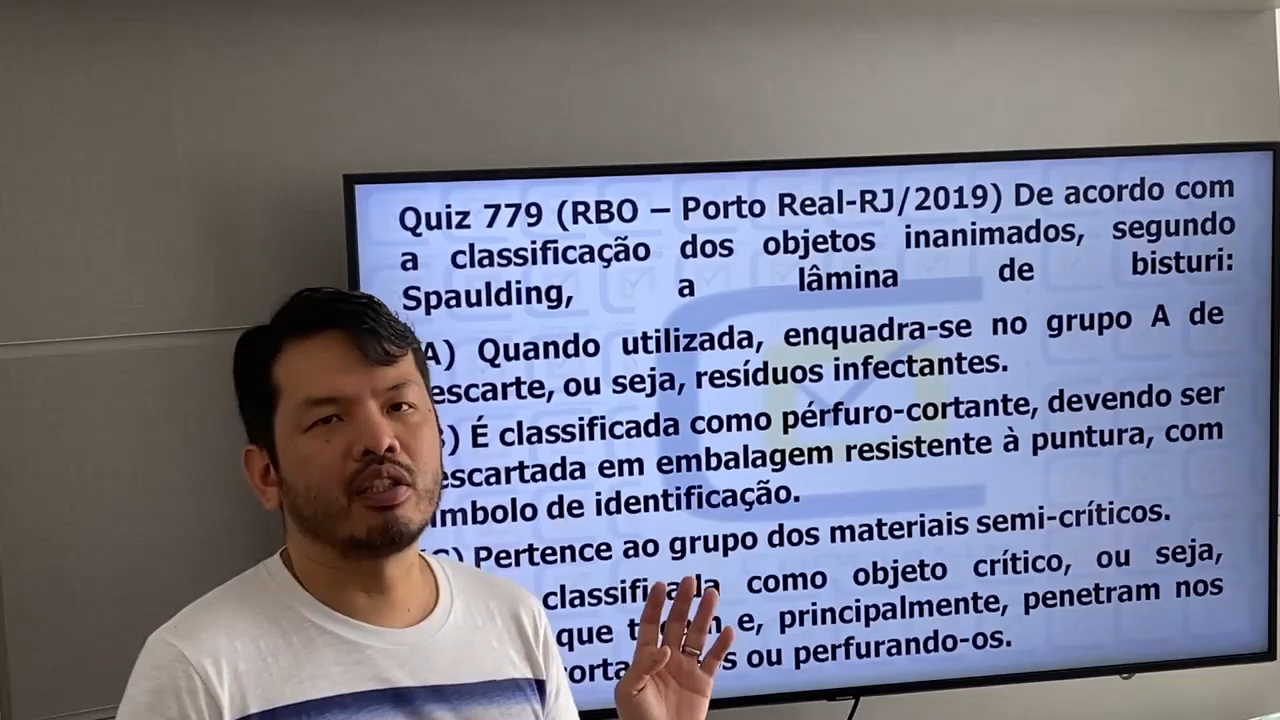 Quiz 779 (RBO – Porto Real-RJ/2019) De acordo com
a classificação dos objetos inanimados, segundo
Spaulding, a lâmina de bisturi:
A) Quando utilizada, enquadra-se no grupo A de
escarte, ou seja, resíduos infectantes.
) É classificada como pérfuro-cortante, devendo ser
escartada em embalagem resistente à puntura, com
ímbolo de identificação.
Pertence ao grupo dos materiais semi-críticos.
classificada como objeto crítico, ou seja,
que e, principalmente, penetram nos
ou perfurando-os.